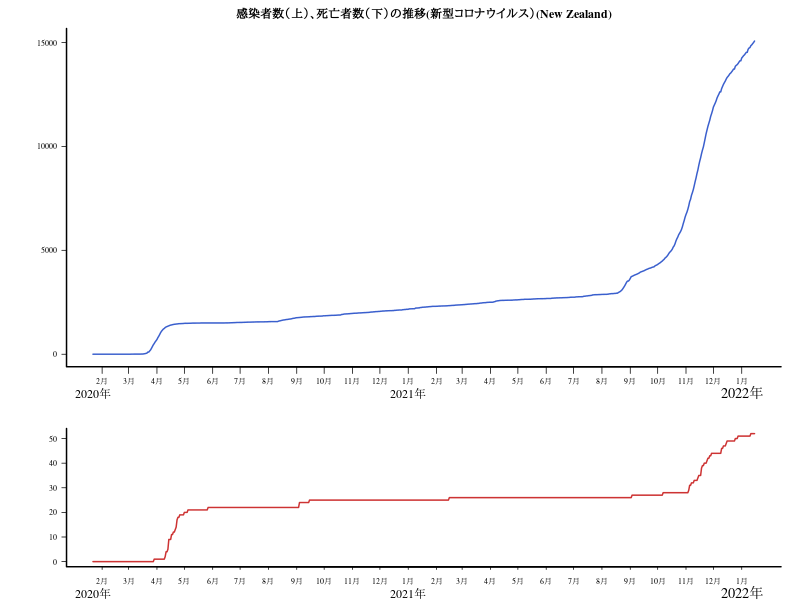 感染者数（上）、死亡者数（下）の推移(新型コロナウイルス）(New Zealand)
15000
10000
5000
0
2月 3月 4月 5月 6月 7月 8月 9月 10月 11月 12月 1月 2月 3月 4月 5月 6月 7月 8月 9月 10月 11月 12月 1月
2020年 2021年 2022年
50
40
30
20
10
0
2月 3月 4月 5月 6月 7月 8月 9月 10月 11月 12月 1月 2月 3月 4月 5月 6月 7月 8月 9月 10月 11月 12月 1月
2020年 2021年 2022年